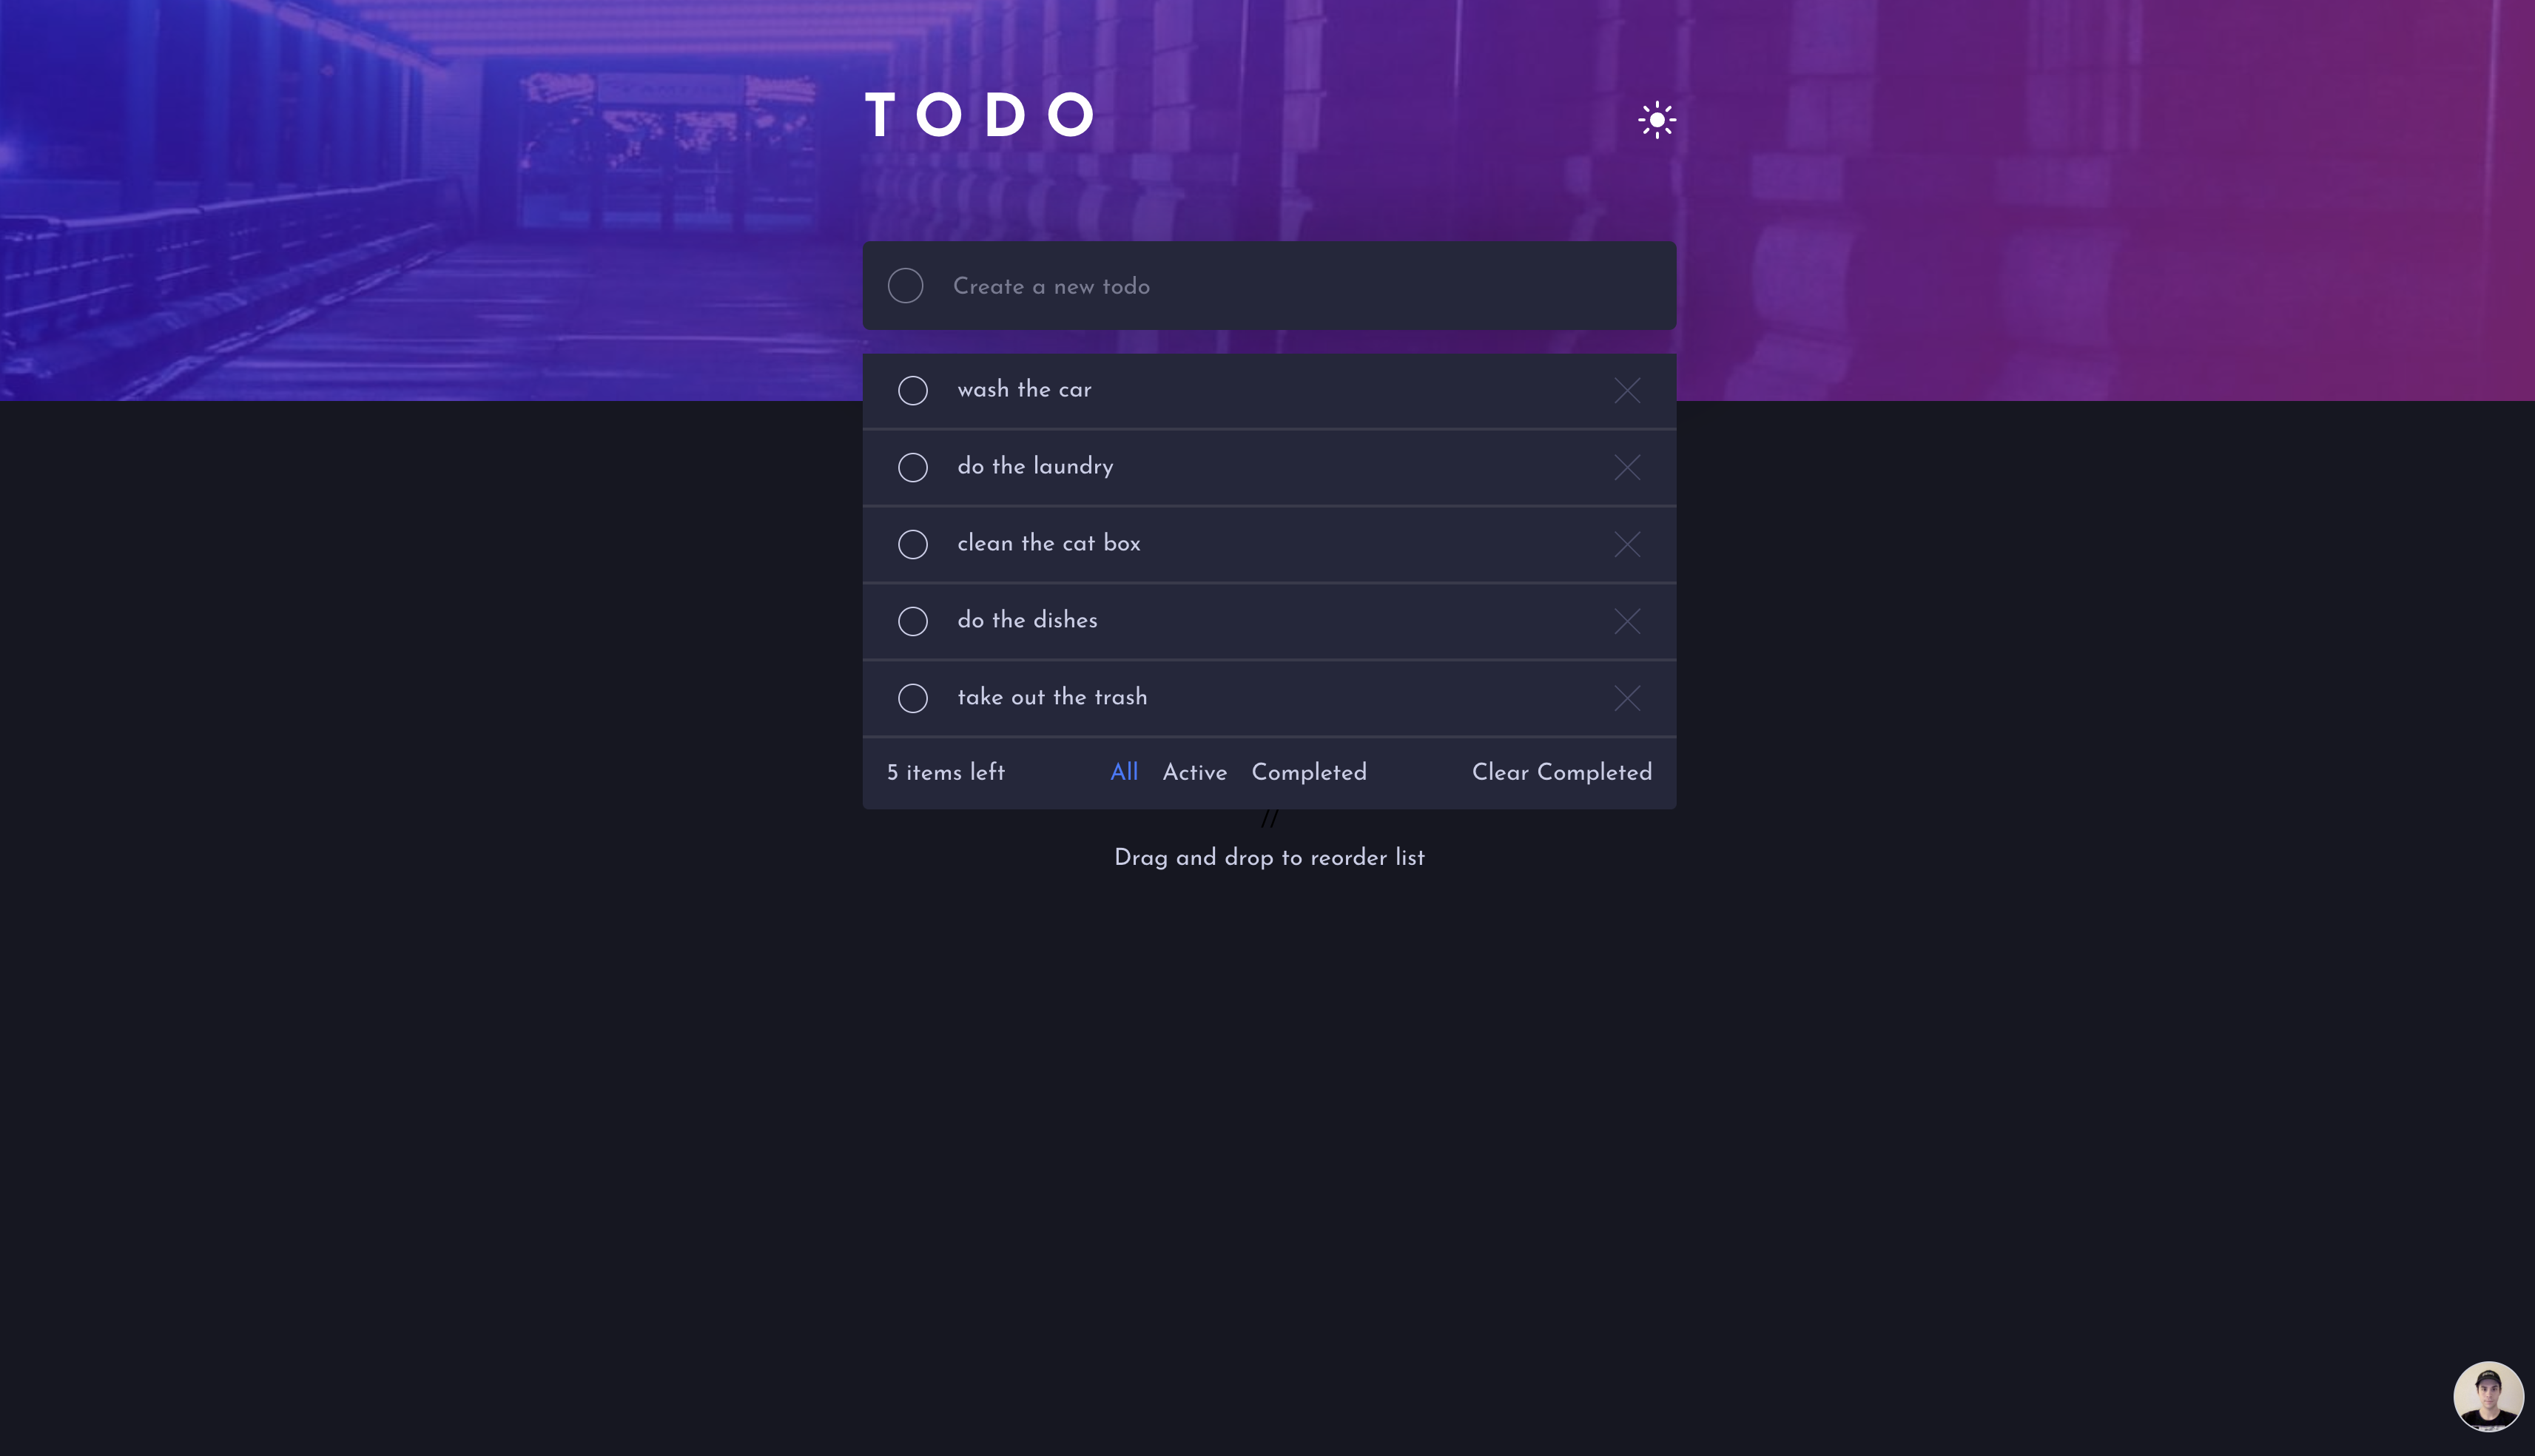 TODO
Create a new todo
wash the car
do the laundry
clean the cat box
do the dishes
take out the trash
5 items left All Active Completed Clear Completed
//
Drag and drop to reorder list